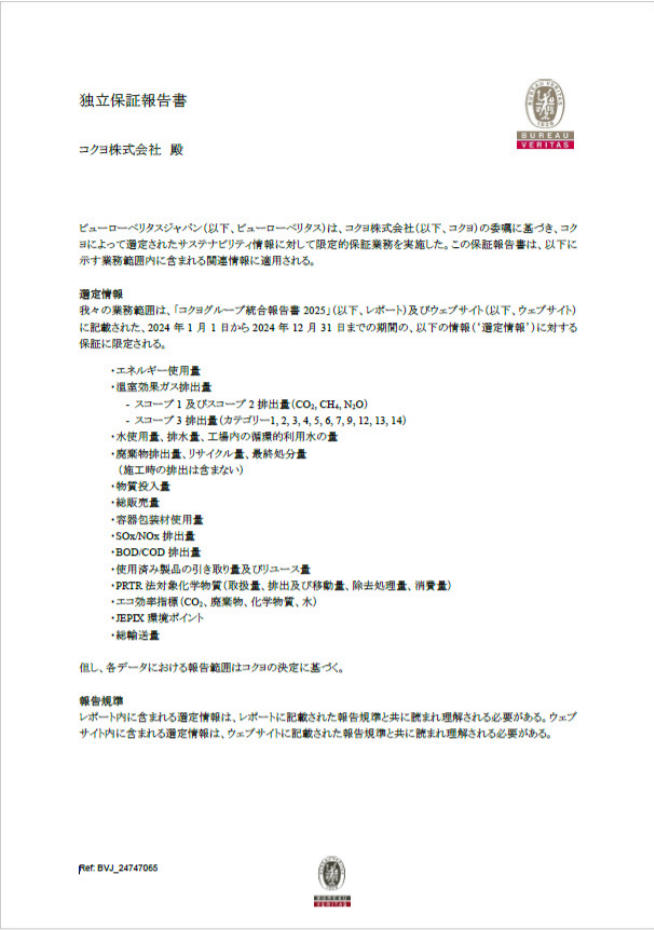 独立保証報告書
BUREAU VERITAS
1828
BUREAU
VERITAS
コクヨ株式会社 殿
ビューローベリタスジャパン(以下、ビューローベリタス)は、コクヨ株式会社(以下、コクヨ)の委嘱に基づき、コク
ヨによって選定されたサステナビリティ情報に対して限定的保証業務を実施した。この保証報告書は、以下に
示す業務範囲内に含まれる関連情報に適用される。
選定情報
我々の業務範囲は、「コクヨグループ統合報告書 2025」(以下、レポート)及びウェブサイト(以下、ウェブサイト)
に記載された、2024 年 1 月 1 日から 2024 年 12 月 31 日までの期間の、以下の情報(‘選定情報’)に対する
保証に限定される。
・エネルギー使用量
・温室効果ガス排出量
- スコープ 1 及びスコープ 2 排出量(CO₂, CH₄, N₂O)
- スコープ 3 排出量(カテゴリー1, 2, 3, 4, 5, 6, 7, 9, 12, 13, 14)
・水使用量、排水量、工場内の循環的利用水の量
・廃棄物排出量、リサイクル量、最終処分量
(施工時の排出は含まない)
・物質投入量
・総販売量
・容器包装材使用量
・SOx/NOx 排出量
・BOD/COD 排出量
・使用済み製品の引き取り量及びリユース量
・PRTR 法対象化学物質(取扱量、排出及び移動量、除去処理量、消費量)
・エコ効率指標(CO₂、廃棄物、化学物質、水)
・JEPIX 環境ポイント
・総輸送量
但し、各データにおける報告範囲はコクヨの決定に基づく。
報告規準
レポート内に含まれる選定情報は、レポートに記載された報告規準と共に読まれ理解される必要がある。ウェブ
サイト内に含まれる選定情報は、ウェブサイトに記載された報告規準と共に読まれ理解される必要がある。
Ref: BVJ_24747065
BUREAU
VERITAS